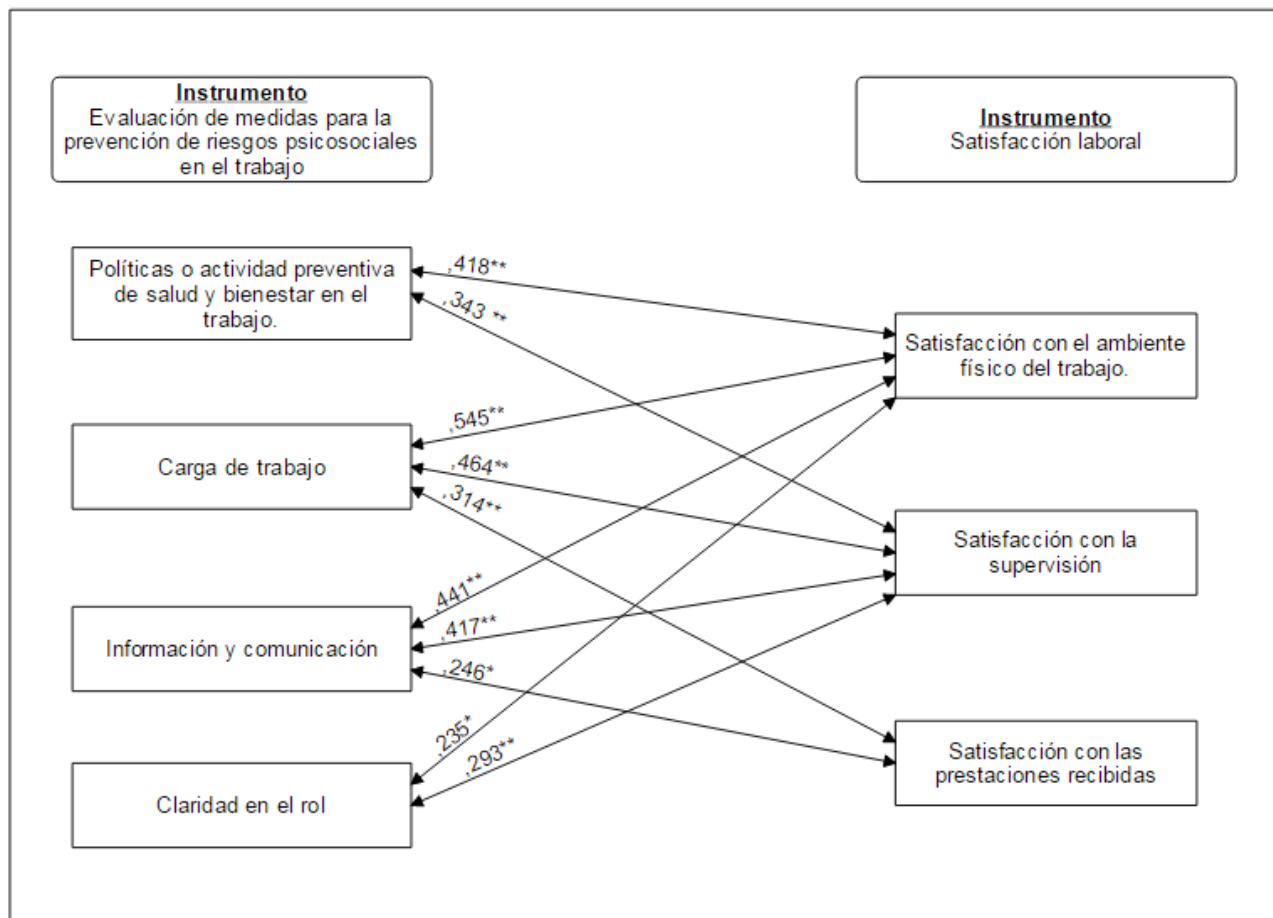 Instrumento
Evaluación de medidas para la
prevención de riesgos psicosociales
en el trabajo
Instrumento
Satisfacción laboral
Políticas o actividad preventiva
de salud y bienestar en el
trabajo.
,418**
,343 **
Satisfacción con el ambiente
físico del trabajo.
Carga de trabajo
,545**
,464**
,314**
Satisfacción con la
supervisión
Información y comunicación
,441**
,417**
,246*
Satisfacción con las
prestaciones recibidas
Claridad en el rol
,235*
,293**